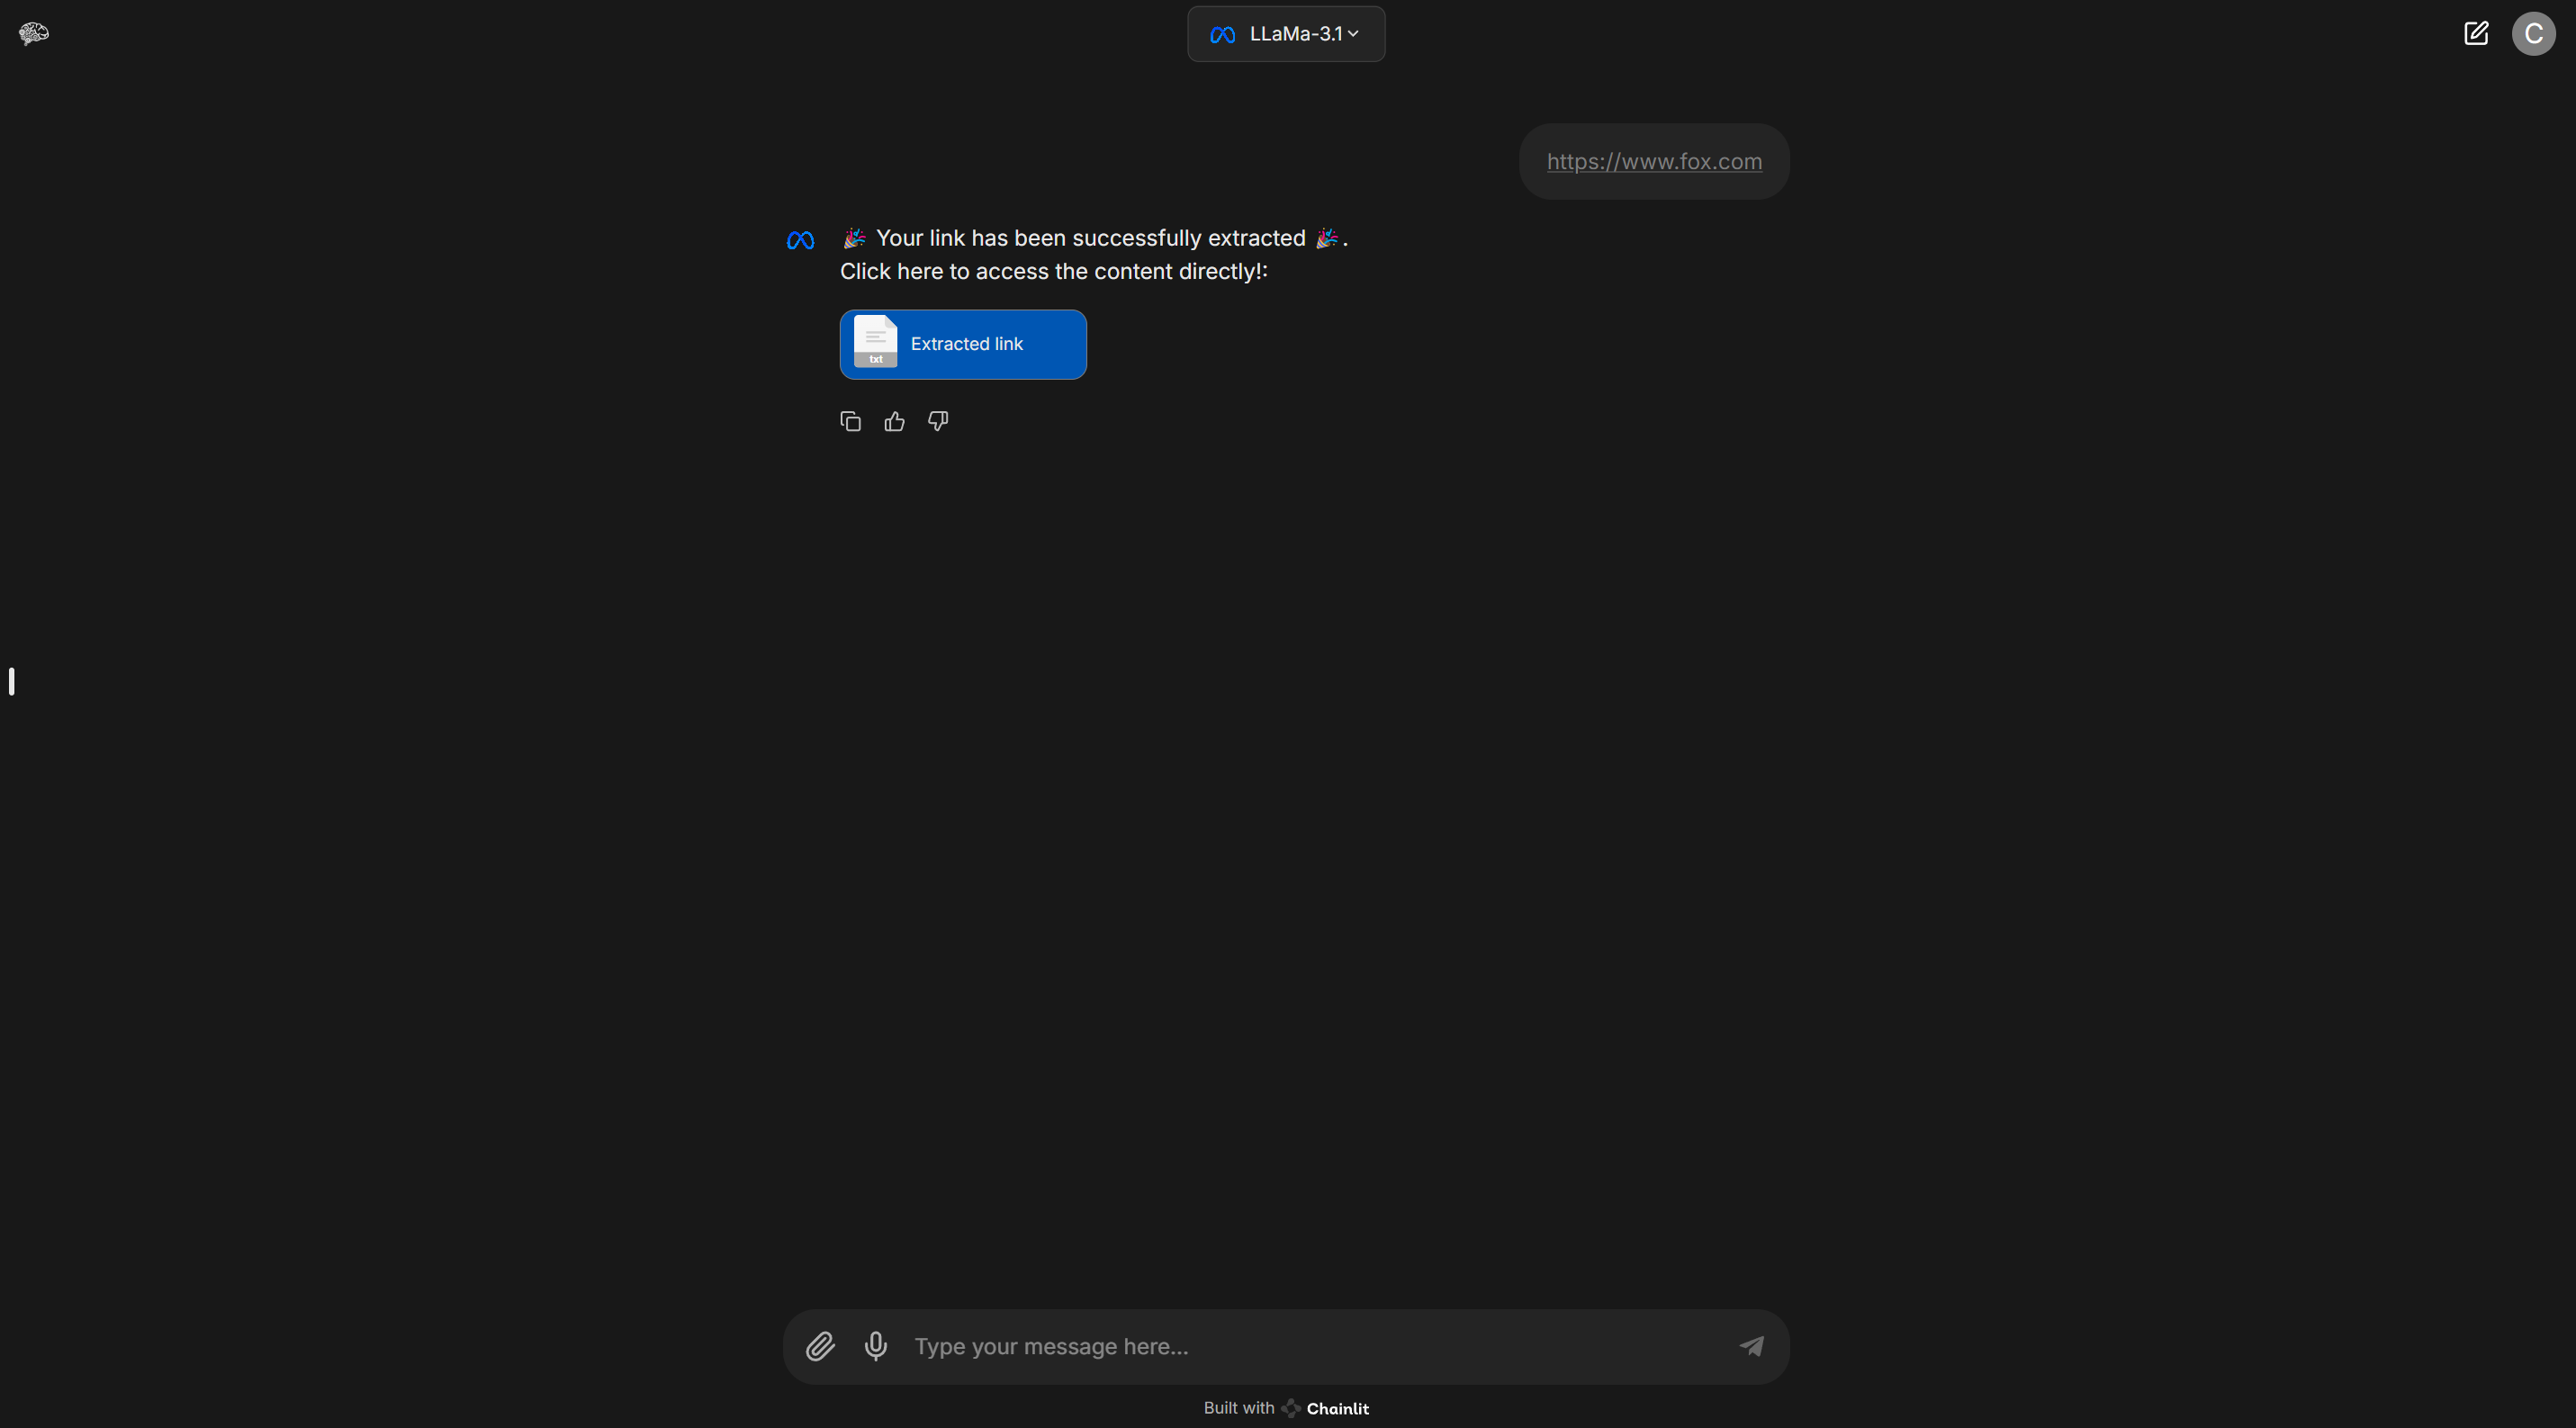 LLaMa-3.1
C
https://www.fox.com
🎉 Your link has been successfully extracted 🎉.
Click here to access the content directly!:
txt
Extracted link
Type your message here...
Built with Chainlit